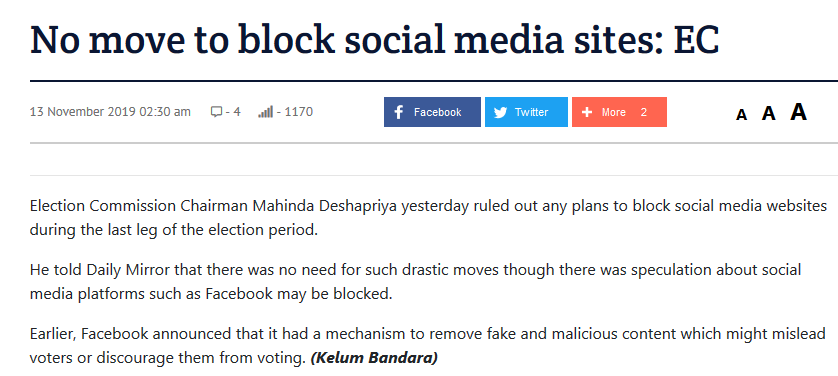 No move to block social media sites: EC
13 November 2019 02:30 am - 4 - 1170 Facebook Twitter + More 2 A A A
Election Commission Chairman Mahinda Deshapriya yesterday ruled out any plans to block social media websites
during the last leg of the election period.
He told Daily Mirror that there was no need for such drastic moves though there was speculation about social
media platforms such as Facebook may be blocked.
Earlier, Facebook announced that it had a mechanism to remove fake and malicious content which might mislead
voters or discourage them from voting. (Kelum Bandara)